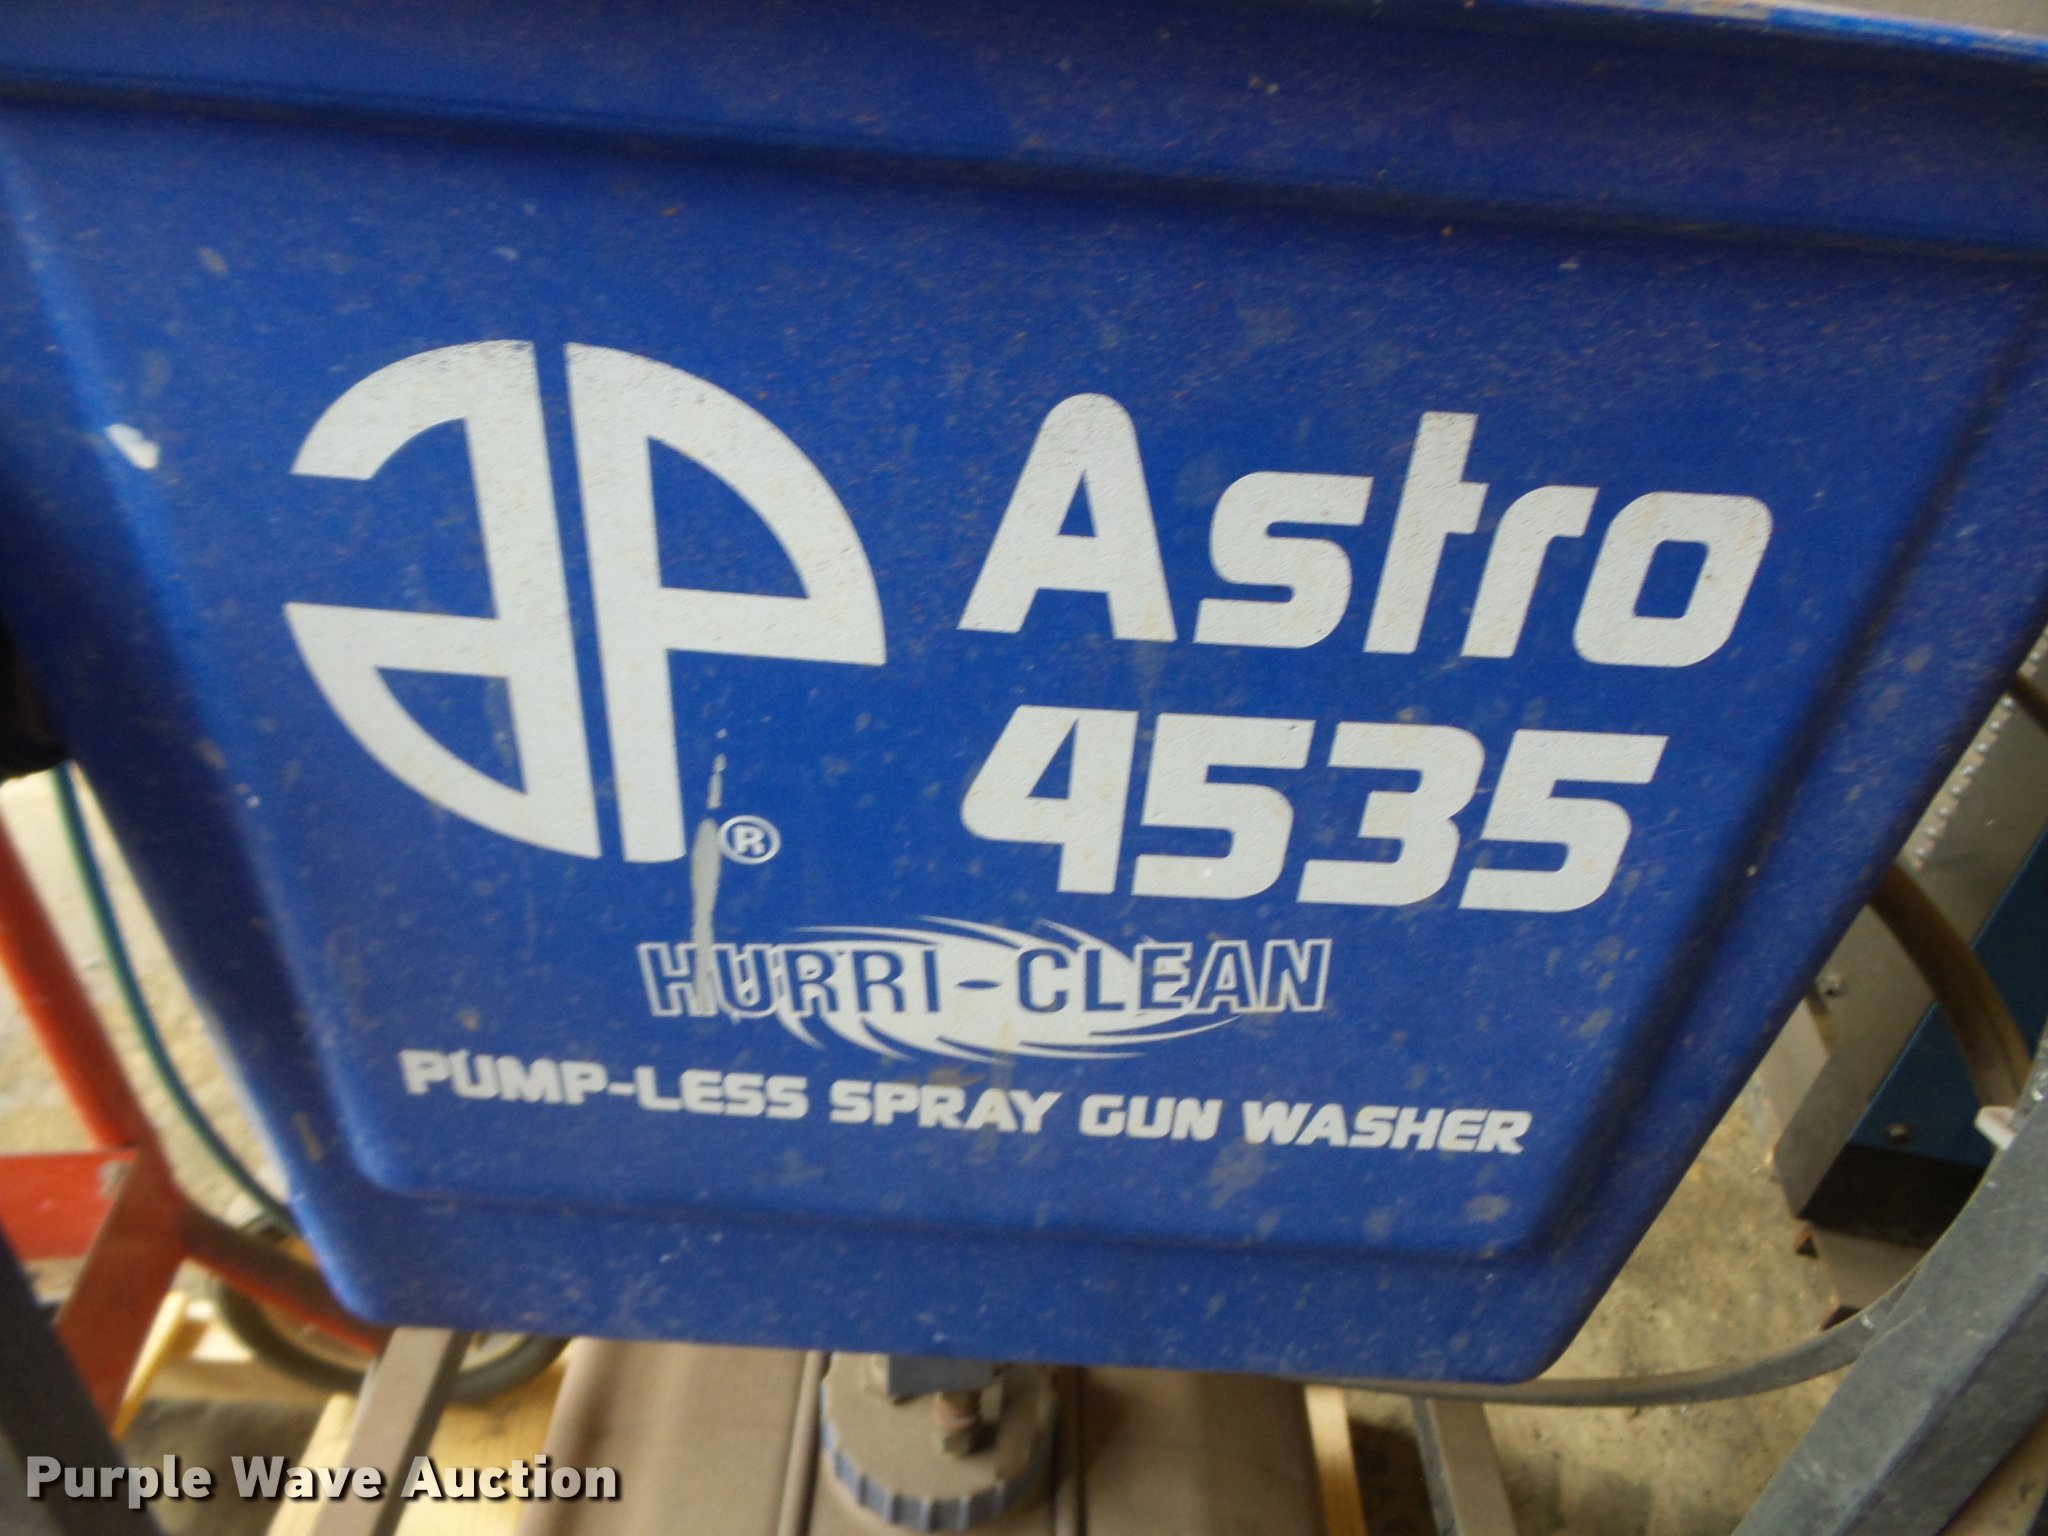 AP®
Astro
4535
HURRI-CLEAN
PUMP-LESS SPRAY GUN WASHER
Purple Wave Auction